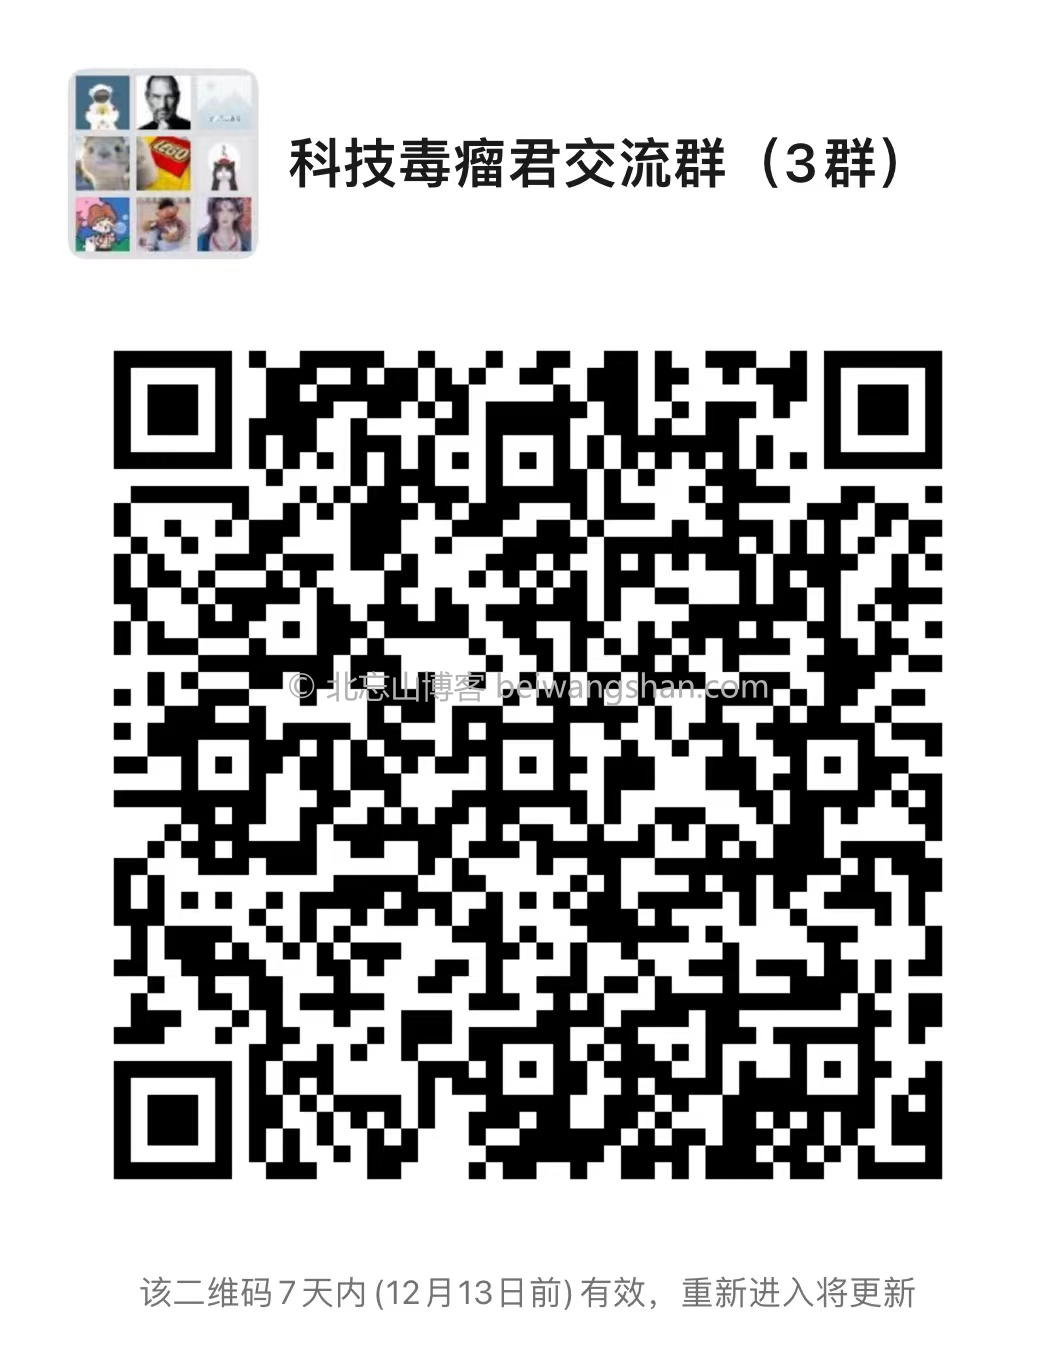 LEGO
科技毒瘤君交流群（3群）
© 北忘山博客 beiwangshan.com
该二维码7天内(12月13日前)有效，重新进入将更新